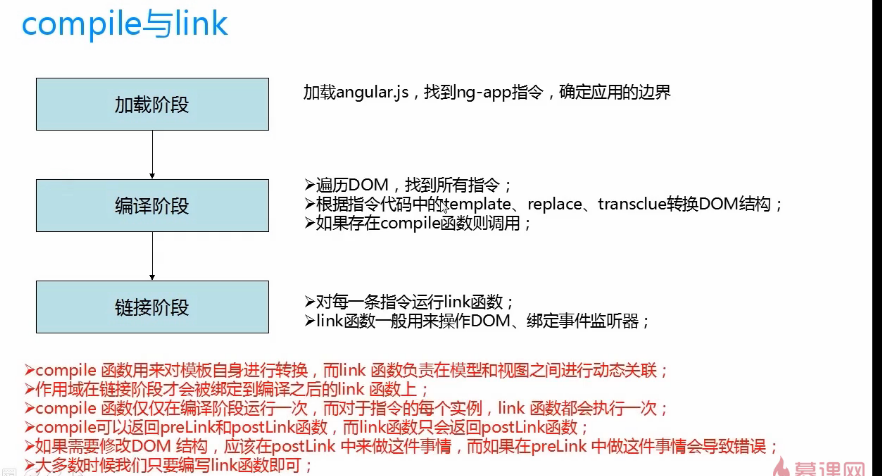 compile与link
加载阶段
加载angular.js，找到ng-app指令，确定应用的边界
编译阶段
➢遍历DOM，找到所有指令；
➢根据指令代码中的template、replace、transclue转换DOM结构；
➢如果存在compile函数则调用；
链接阶段
➢对每一条指令运行link函数；
➢link函数一般用来操作DOM、绑定事件监听器；
➢compile 函数用来对模板自身进行转换，而link 函数负责在模型和视图之间进行动态关联；
➢作用域在链接阶段才会被绑定到编译之后的link 函数上；
➢compile 函数仅仅在编译阶段运行一次，而对于指令的每个实例，link 函数都会执行一次；
➢compile可以返回preLink和postLink函数，而link函数只会返回postLink函数；
➢如果需要修改DOM 结构，应该在postLink 中来做这件事情，而如果在preLink 中做这件事情会导致错误；
➢大多数时候我们只要编写link函数即可；
慕课网